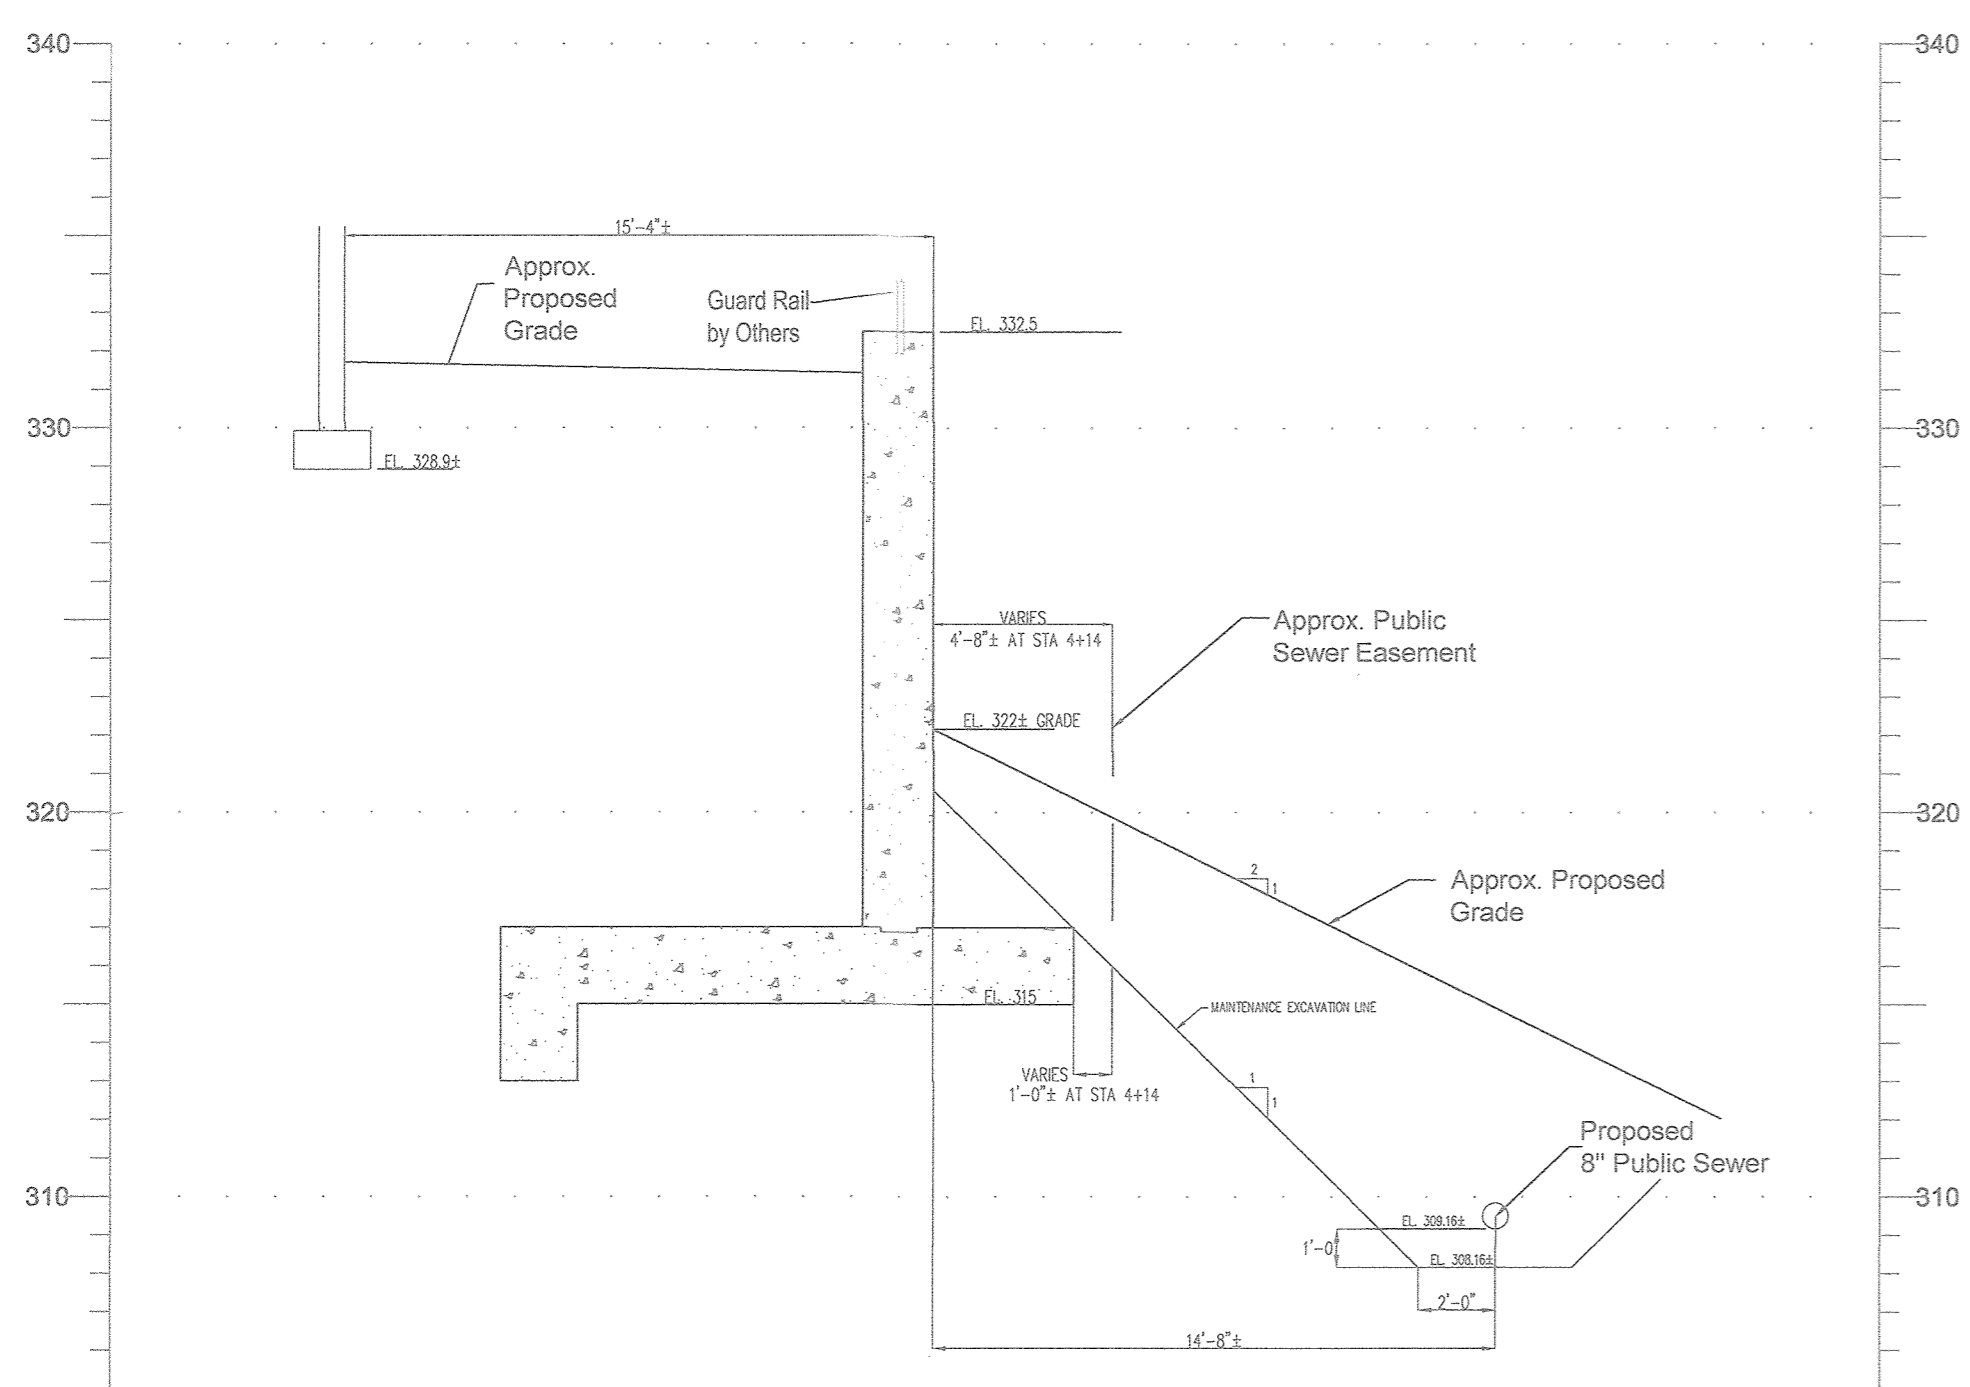 340
340
15'-4"±
Approx.
Proposed
Grade
Guard Rail
by Others
EL. 332.5
330
330
EL. 328.9±
VARIES
4'-8"± AT STA 4+14
Approx. Public
Sewer Easement
EL. 322± GRADE
320
320
2
1
Approx. Proposed
Grade
EL. 315
MAINTENANCE EXCAVATION LINE
VARIES
1'-0"± AT STA 4+14
1
1
Proposed
8" Public Sewer
310
310
EL. 309.16±
1'-0
EL. 308.16±
2'-0"
14'-8"±